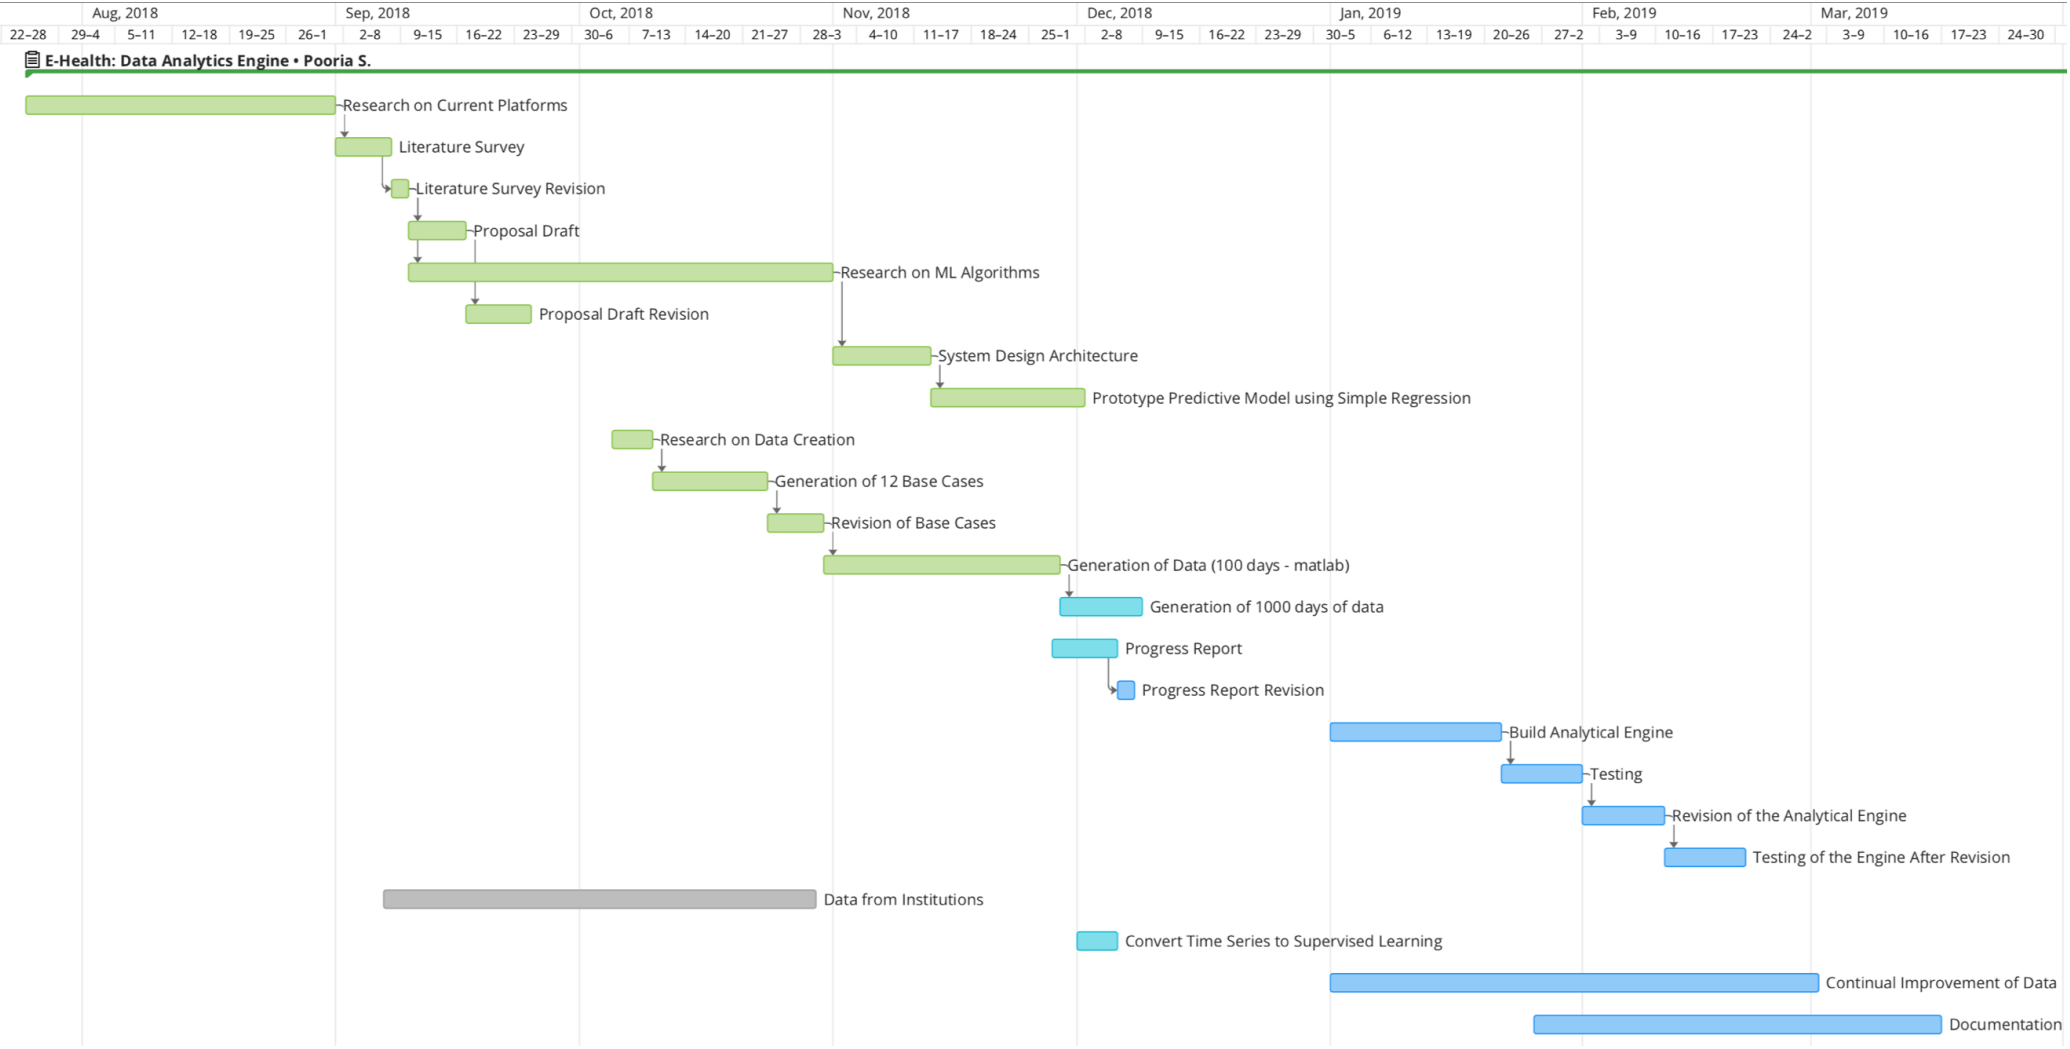 Aug, 2018 Sep, 2018 Oct, 2018 Nov, 2018 Dec, 2018 Jan, 2019 Feb, 2019 Mar, 2019
22–28 29–4 5–11 12–18 19–25 26–1 2–8 9–15 16–22 23–29 30–6 7–13 14–20 21–27 28–3 4–10 11–17 18–24 25–1 2–8 9–15 16–22 23–29 30–5 6–12 13–19 20–26 27–2 3–9 10–16 17–23 24–2 3–9 10–16 17–23 24–30
E-Health: Data Analytics Engine • Pooria S.
Research on Current Platforms
Literature Survey
Literature Survey Revision
Proposal Draft
Research on ML Algorithms
Proposal Draft Revision
System Design Architecture
Prototype Predictive Model using Simple Regression
Research on Data Creation
Generation of 12 Base Cases
Revision of Base Cases
Generation of Data (100 days - matlab)
Generation of 1000 days of data
Progress Report
Progress Report Revision
Build Analytical Engine
Testing
Revision of the Analytical Engine
Testing of the Engine After Revision
Data from Institutions
Convert Time Series to Supervised Learning
Continual Improvement of Data
Documentation